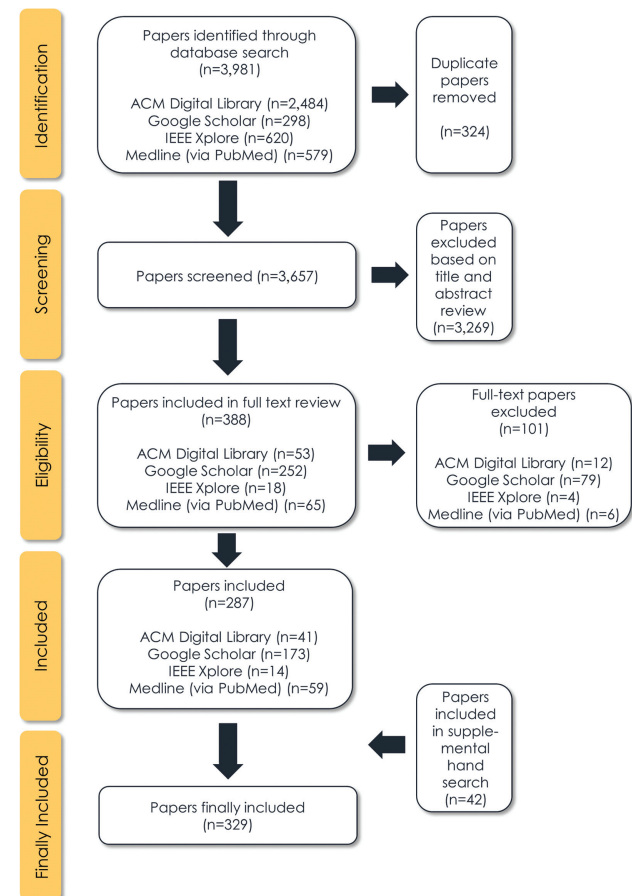 Identification
Papers identified through
database search
(n=3,981)
ACM Digital Library (n=2,484)
Google Scholar (n=298)
IEEE Xplore (n=620)
Medline (via PubMed) (n=579)
Duplicate
papers
removed
(n=324)
Screening
Papers screened (n=3,657)
Papers
excluded
based on
title and
abstract
review
(n=3,269)
Eligibility
Papers included in full text review
(n=388)
ACM Digital Library (n=53)
Google Scholar (n=252)
IEEE Xplore (n=18)
Medline (via PubMed) (n=65)
Full-text papers
excluded
(n=101)
ACM Digital Library (n=12)
Google Scholar (n=79)
IEEE Xplore (n=4)
Medline (via PubMed) (n=6)
Included
Papers included
(n=287)
ACM Digital Library (n=41)
Google Scholar (n=173)
IEEE Xplore (n=14)
Medline (via PubMed) (n=59)
Papers
included
in supple-
mental
hand
search
(n=42)
Finally Included
Papers finally included
(n=329)